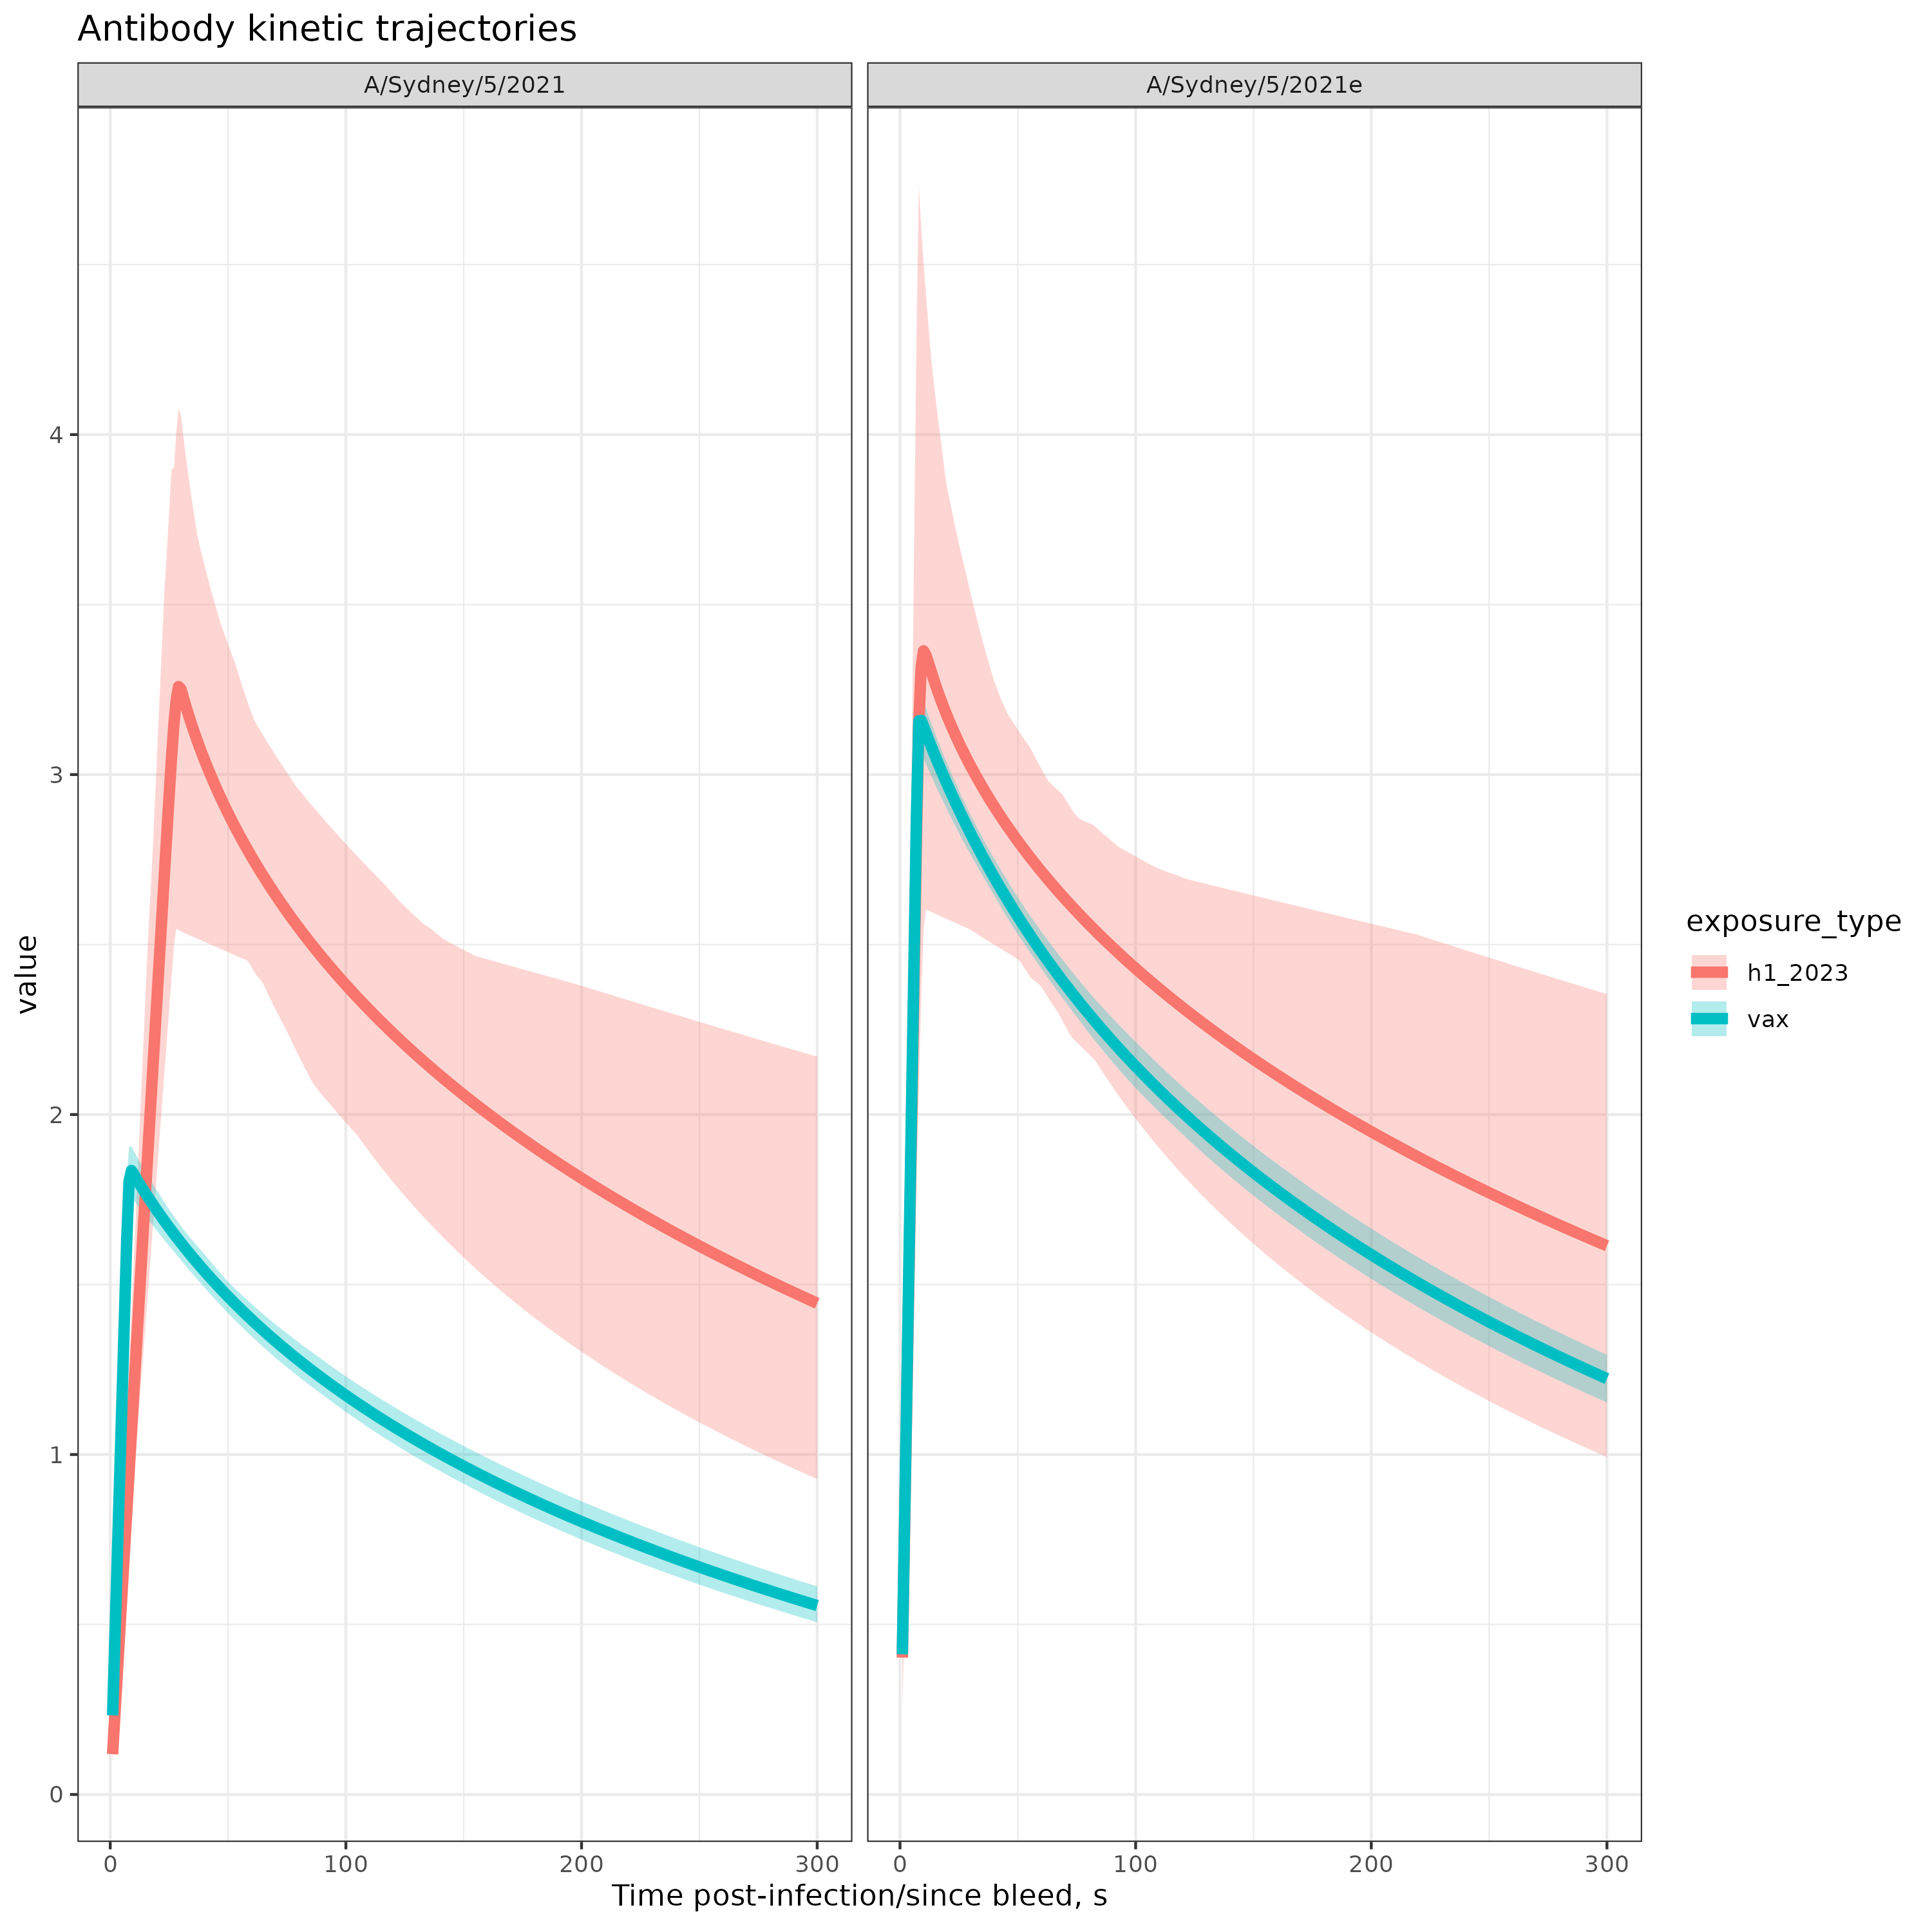 Antibody kinetic trajectories
A/Sydney/5/2021
A/Sydney/5/2021e
4
3
2
1
0
value
0 100 200 300
0 100 200 300
Time post-infection/since bleed, s
exposure_type
h1_2023
vax